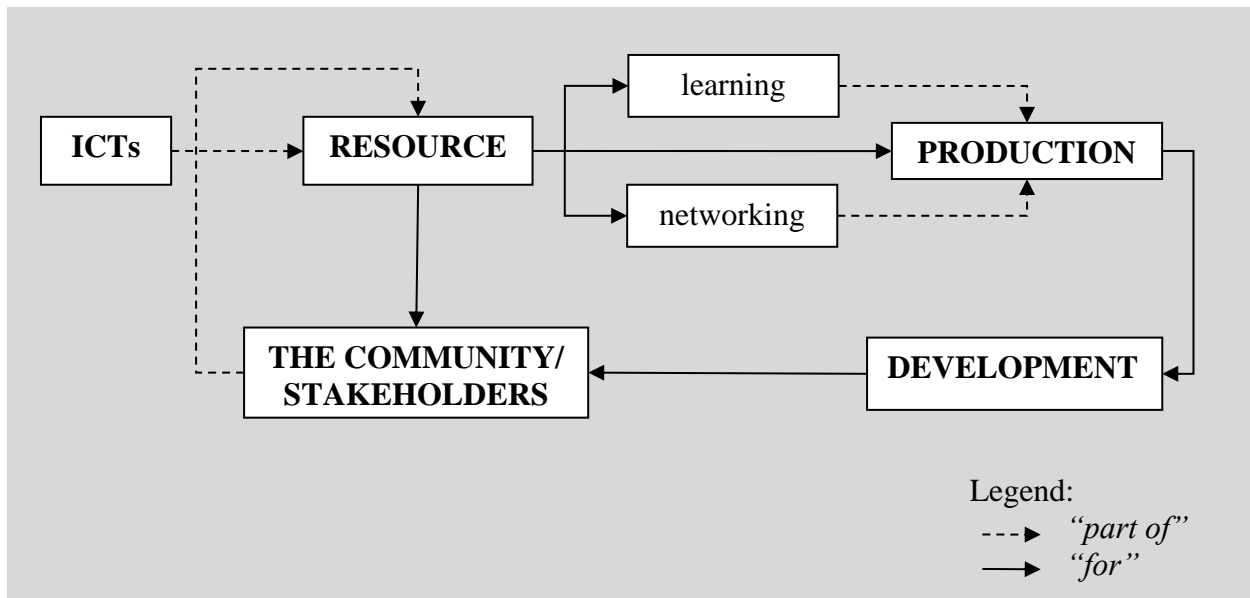 learning
ICTs
RESOURCE
PRODUCTION
networking
THE COMMUNITY/
STAKEHOLDERS
DEVELOPMENT
Legend:
“part of”
“for”